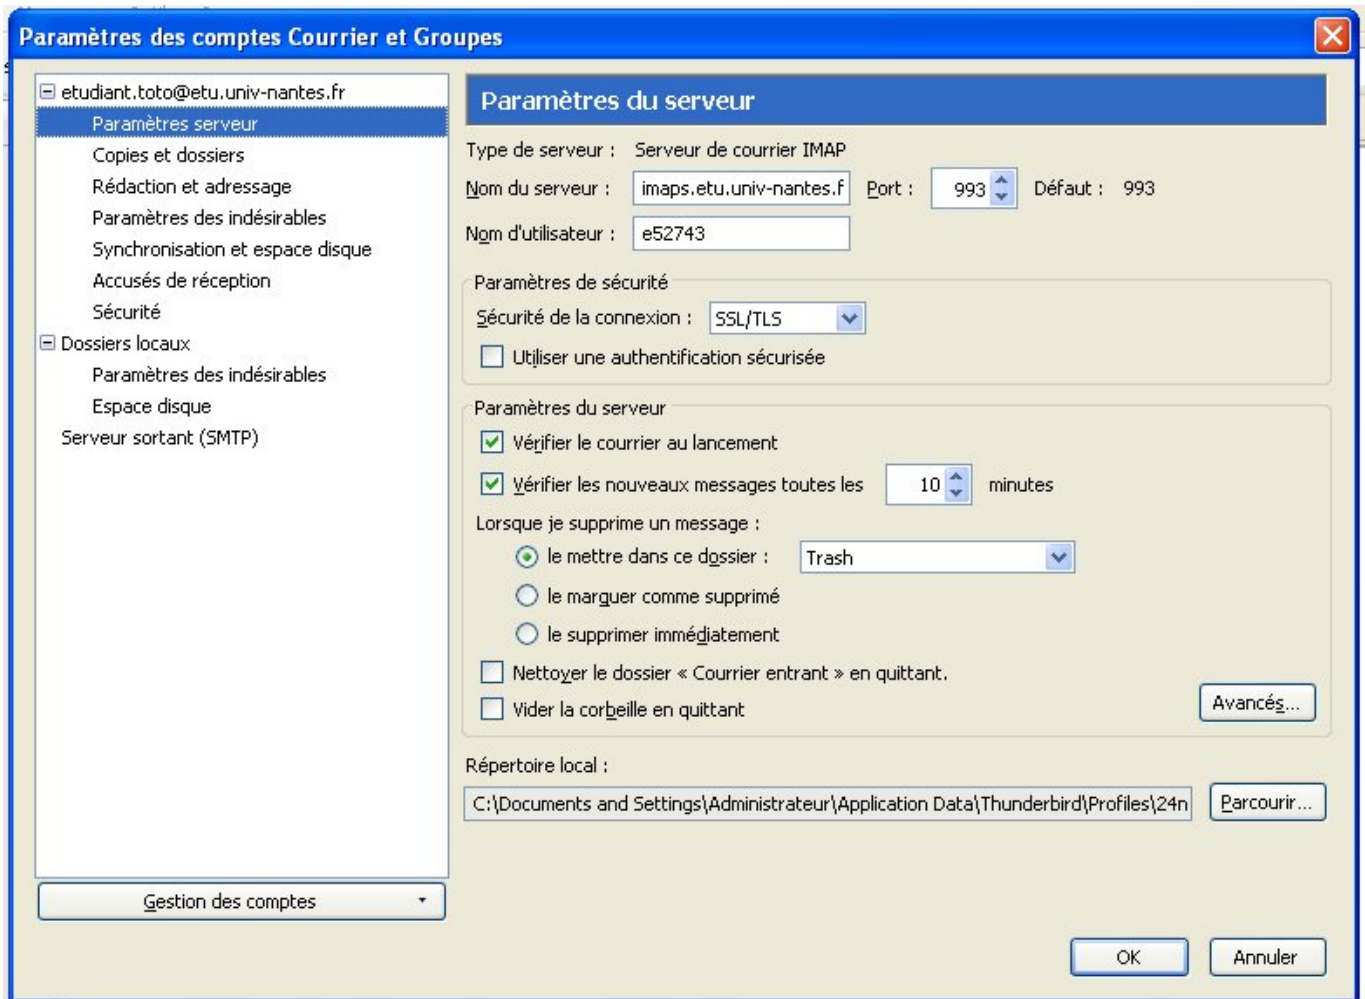 Paramètres des comptes Courrier et Groupes
etudiant.toto@etu.univ-nantes.fr
Paramètres serveur
Copies et dossiers
Rédaction et adressage
Paramètres des indésirables
Synchronisation et espace disque
Accusés de réception
Sécurité
Dossiers locaux
Paramètres des indésirables
Espace disque
Serveur sortant (SMTP)
Gestion des comptes
Paramètres du serveur
Type de serveur : Serveur de courrier IMAP
Nom du serveur : imaps.etu.univ-nantes.f Port : 993 Défaut : 993
Nom d'utilisateur : e52743
Paramètres de sécurité
Sécurité de la connexion : SSL/TLS
Utiliser une authentification sécurisée
Paramètres du serveur
Vérifier le courrier au lancement
Vérifier les nouveaux messages toutes les 10 minutes
Lorsque je supprime un message :
le mettre dans ce dossier : Trash
le marquer comme supprimé
le supprimer immédiatement
Nettoyer le dossier « Courrier entrant » en quittant.
Vider la corbeille en quittant
Avancés...
Répertoire local :
C:\Documents and Settings\Administrateur\Application Data\Thunderbird\Profiles\24n Parcourir...
OK Annuler